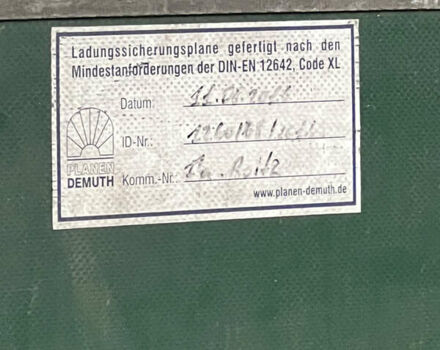 Ladungssicherungsplane gefertigt nach den
Mindestanforderungen der DIN-EN 12642, Code XL
Datum:
ID-Nr.:
PLANEN
DEMUTH
Komm.-Nr.:
www.planen-demuth.de